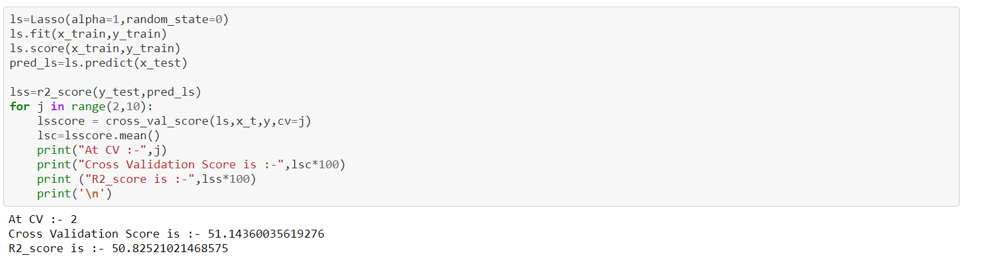 ls=Lasso(alpha=1,random_state=0)
ls.fit(x_train,y_train)
ls.score(x_train,y_train)
pred_ls=ls.predict(x_test)

lss=r2_score(y_test,pred_ls)
for j in range(2,10):
    lsscore = cross_val_score(ls,x_t,y,cv=j)
    lsc=lsscore.mean()
    print("At CV :-",j)
    print("Cross Validation Score is :-",lsc*100)
    print ("R2_score is :-",lss*100)
    print('\n')
At CV :- 2
Cross Validation Score is :- 51.14360035619276
R2_score is :- 50.82521021468575